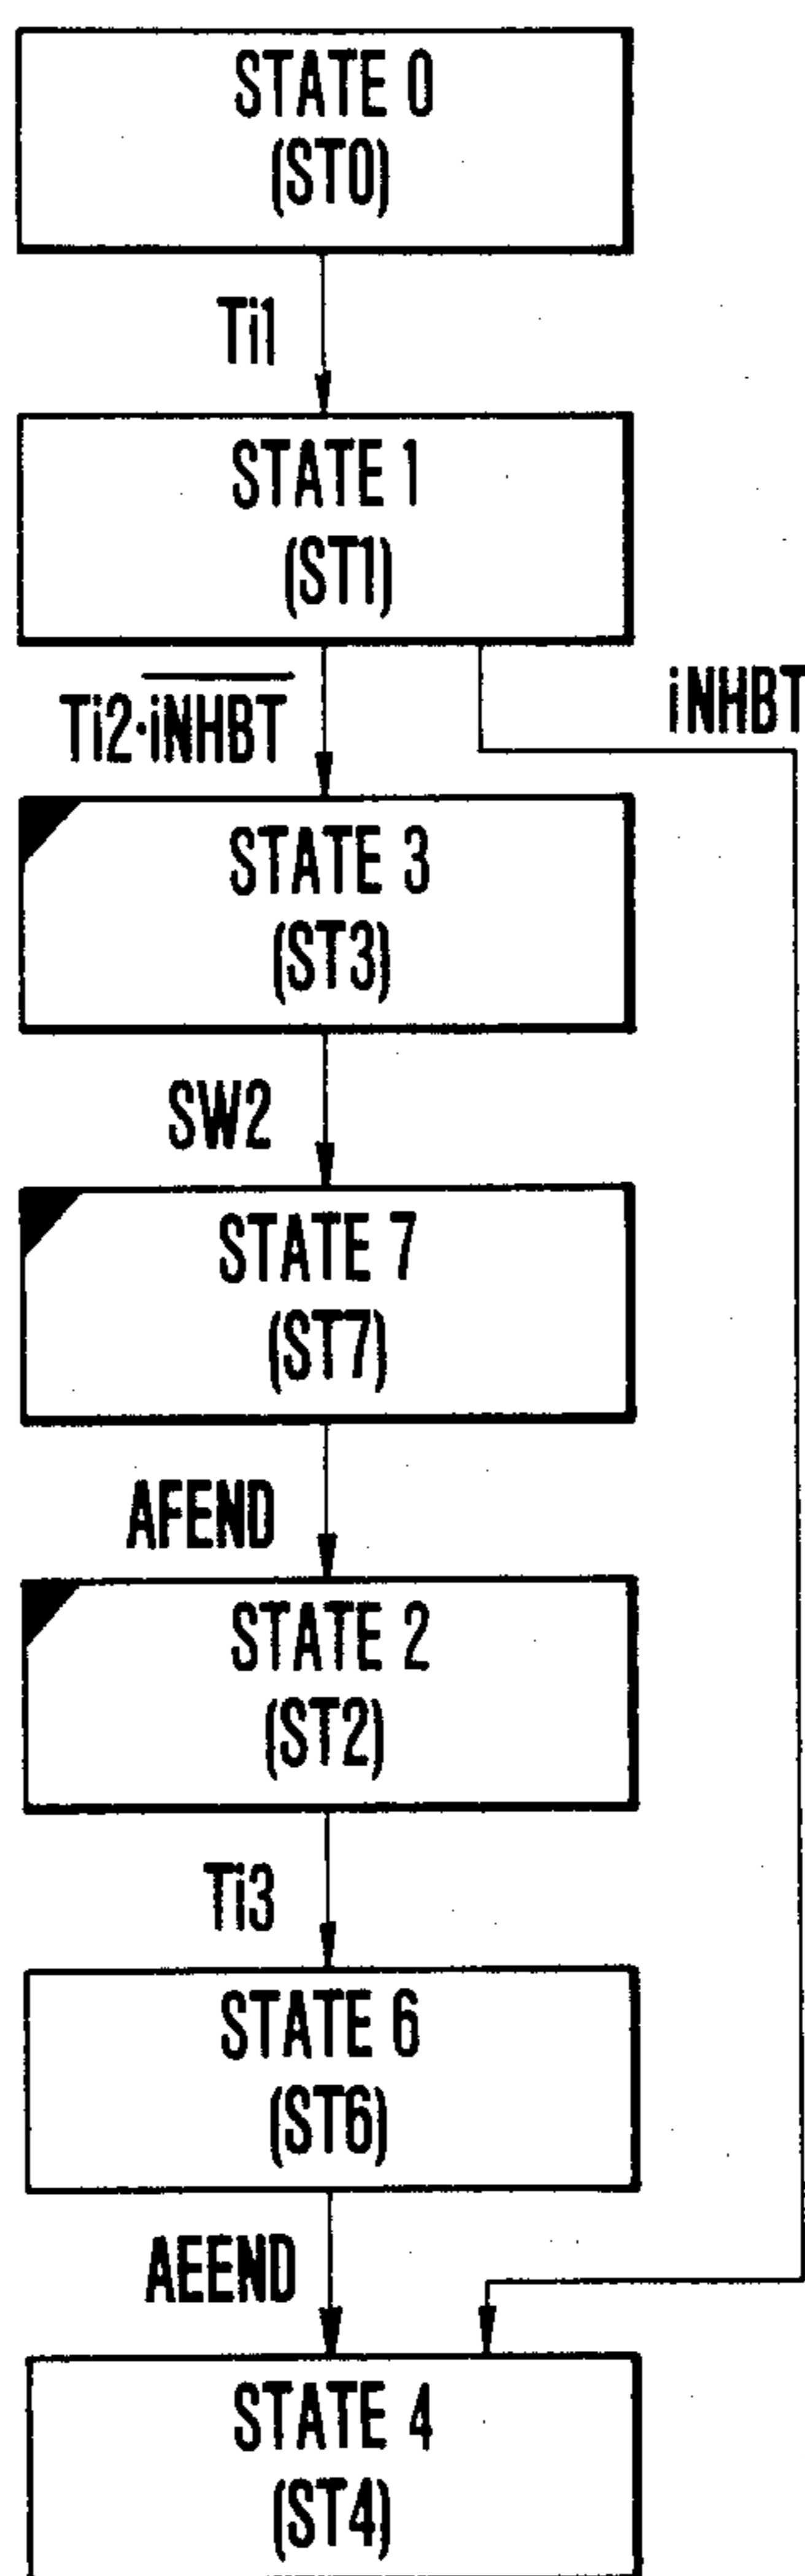 STATE 0
(ST0)
Ti1
STATE 1
(ST1)
Ti2·i̅N̅H̅B̅T̅
iNHBT
STATE 3
(ST3)
SW2
STATE 7
(ST7)
AFEND
STATE 2
(ST2)
Ti3
STATE 6
(ST6)
AEEND
STATE 4
(ST4)